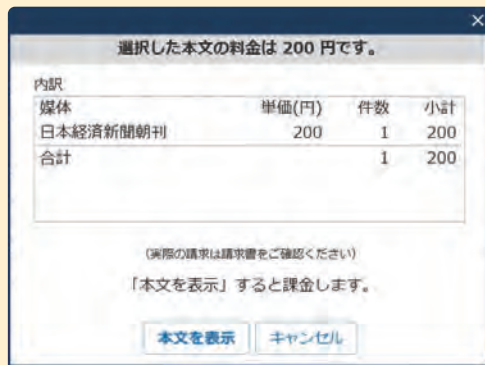 選択した本文の料金は 200 円です。
内訳
媒体 単価(円) 件数 小計
日本経済新聞朝刊 200 1 200
合計 1 200
(実際の請求は請求書をご確認ください)
「本文を表示」すると課金します。
本文を表示 キャンセル